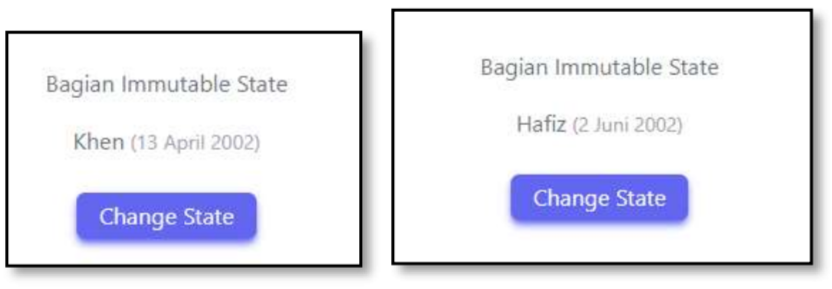 Bagian Immutable State
Khen (13 April 2002)
Change State
Bagian Immutable State
Hafiz (2 Juni 2002)
Change State